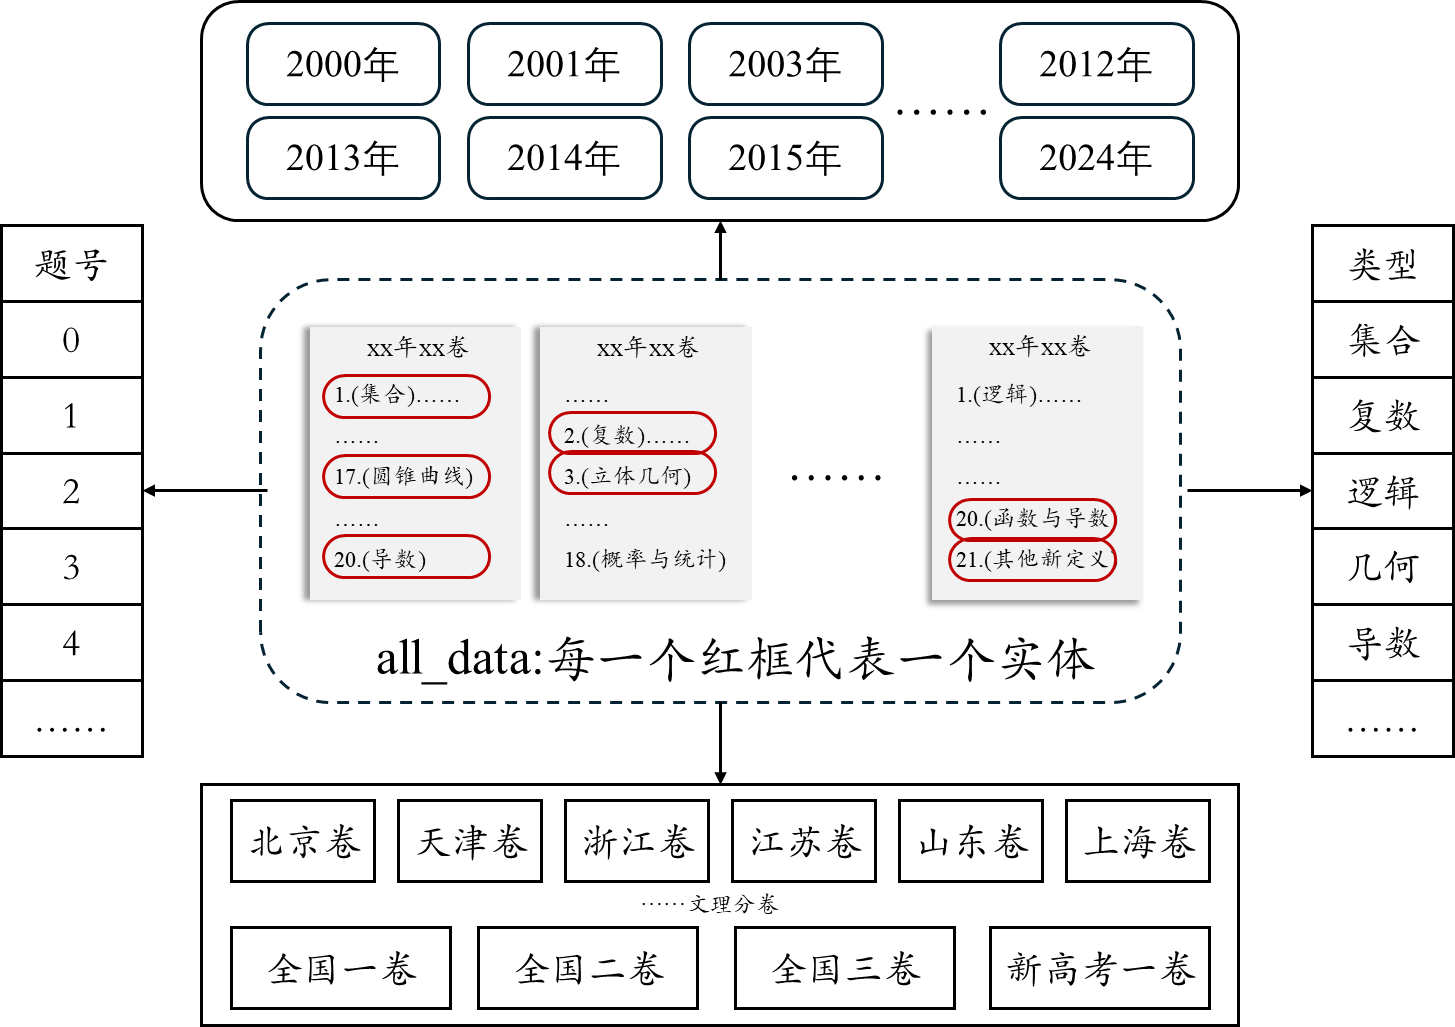 2000年 2001年 2003年 2012年
……
2013年 2014年 2015年 2024年
题号
0
1
2
3
4
……
xx年xx卷
1.(集合)……
……
17.(圆锥曲线)
……
20.(导数)
xx年xx卷
……
2.(复数)……
3.(立体几何)
……
18.(概率与统计)
……
xx年xx卷
1.(逻辑)……
……
……
20.(函数与导数
21.(其他新定义
all_data:每一个红框代表一个实体
类型
集合
复数
逻辑
几何
导数
……
北京卷 天津卷 浙江卷 江苏卷 山东卷 上海卷
……文理分卷
全国一卷 全国二卷 全国三卷 新高考一卷